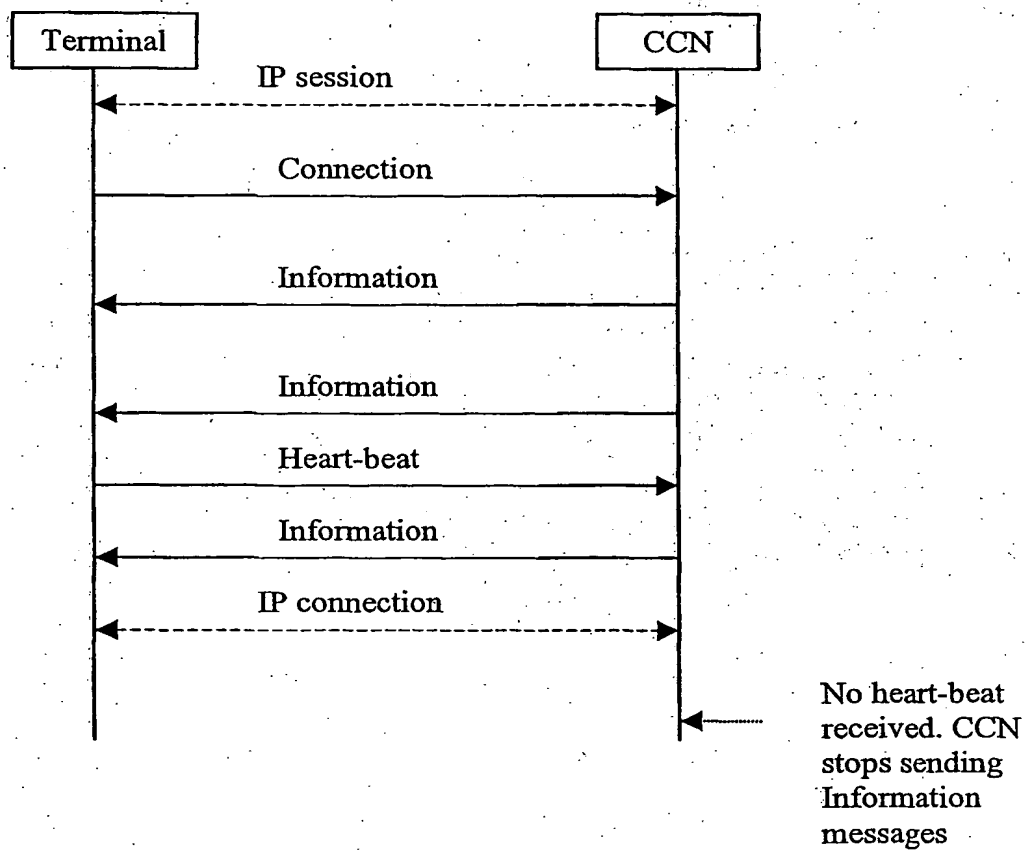 Terminal
CCN
IP session
Connection
Information
Information
Heart-beat
Information
IP connection
No heart-beat
received. CCN
stops sending
Information
messages